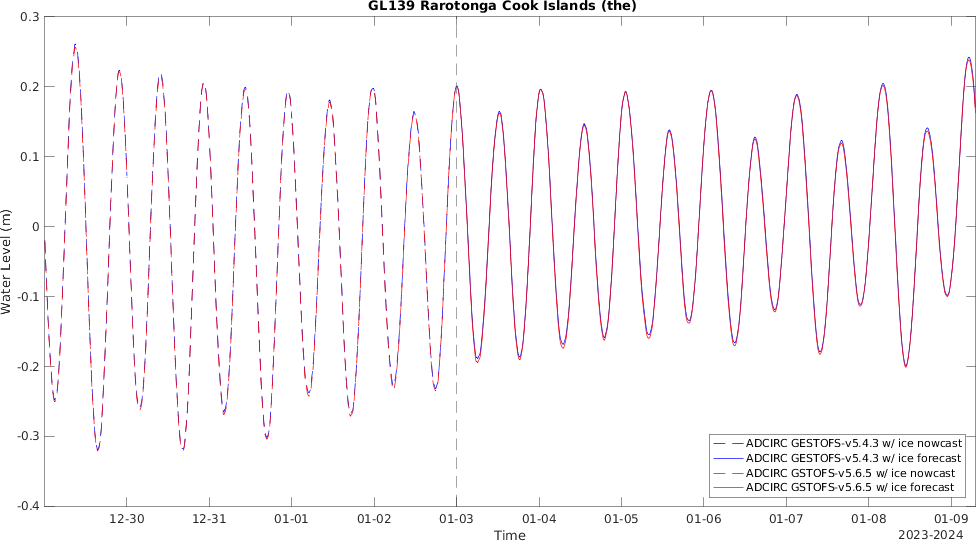 GL139 Rarotonga Cook Islands (the)
0.3
0.2
0.1
0
-0.1
-0.2
-0.3
-0.4
Water Level (m)
12-30
12-31
01-01
01-02
01-03
01-04
01-05
01-06
01-07
01-08
01-09
Time
2023-2024
ADCIRC GESTOFS-v5.4.3 w/ ice nowcast
ADCIRC GESTOFS-v5.4.3 w/ ice forecast
ADCIRC GSTOFS-v5.6.5 w/ ice nowcast
ADCIRC GSTOFS-v5.6.5 w/ ice forecast